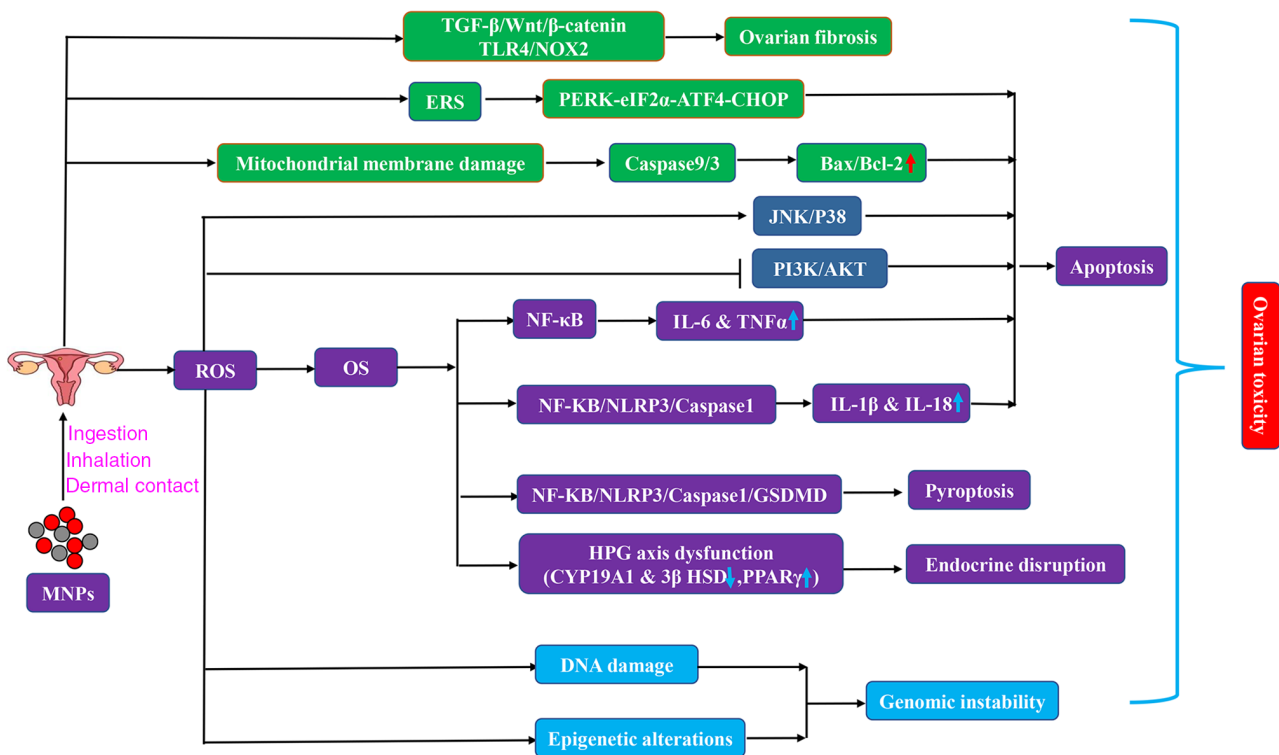 TGF-β/Wnt/β-catenin
TLR4/NOX2
Ovarian fibrosis
ERS
PERK-eIF2α-ATF4-CHOP
Mitochondrial membrane damage
Caspase9/3
Bax/Bcl-2
JNK/P38
PI3K/AKT
Apoptosis
NF-κB
IL-6 & TNFα
ROS
OS
NF-KB/NLRP3/Caspase1
IL-1β & IL-18
Ingestion
Inhalation
Dermal contact
MNPs
NF-KB/NLRP3/Caspase1/GSDMD
Pyroptosis
HPG axis dysfunction
(CYP19A1 & 3β HSD↓,PPARγ↑)
Endocrine disruption
DNA damage
Epigenetic alterations
Genomic instability
Ovarian toxicity